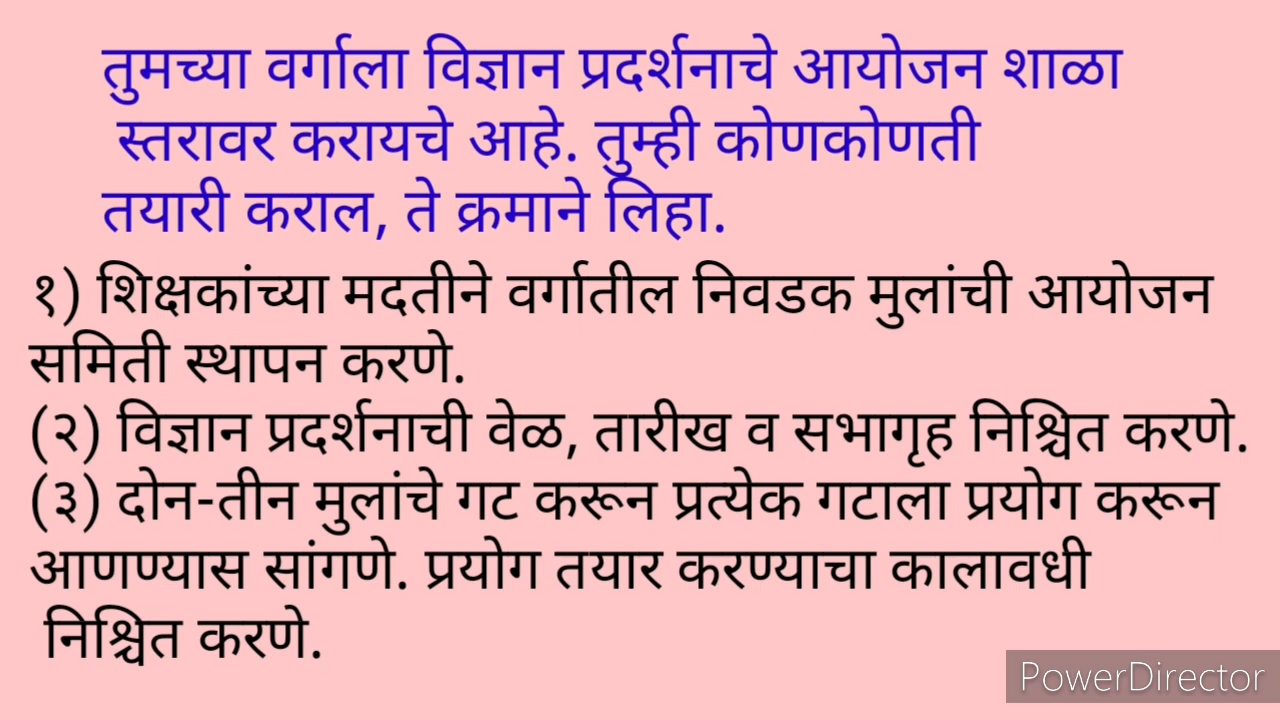 तुमच्या वर्गाला विज्ञान प्रदर्शनाचे आयोजन शाळा
स्तरावर करायचे आहे. तुम्ही कोणकोणती
तयारी कराल, ते क्रमाने लिहा.
१) शिक्षकांच्या मदतीने वर्गातील निवडक मुलांची आयोजन
समिती स्थापन करणे.
(२) विज्ञान प्रदर्शनाची वेळ, तारीख व सभागृह निश्चित करणे.
(३) दोन-तीन मुलांचे गट करून प्रत्येक गटाला प्रयोग करून
आणण्यास सांगणे. प्रयोग तयार करण्याचा कालावधी
निश्चित करणे.
PowerDirector